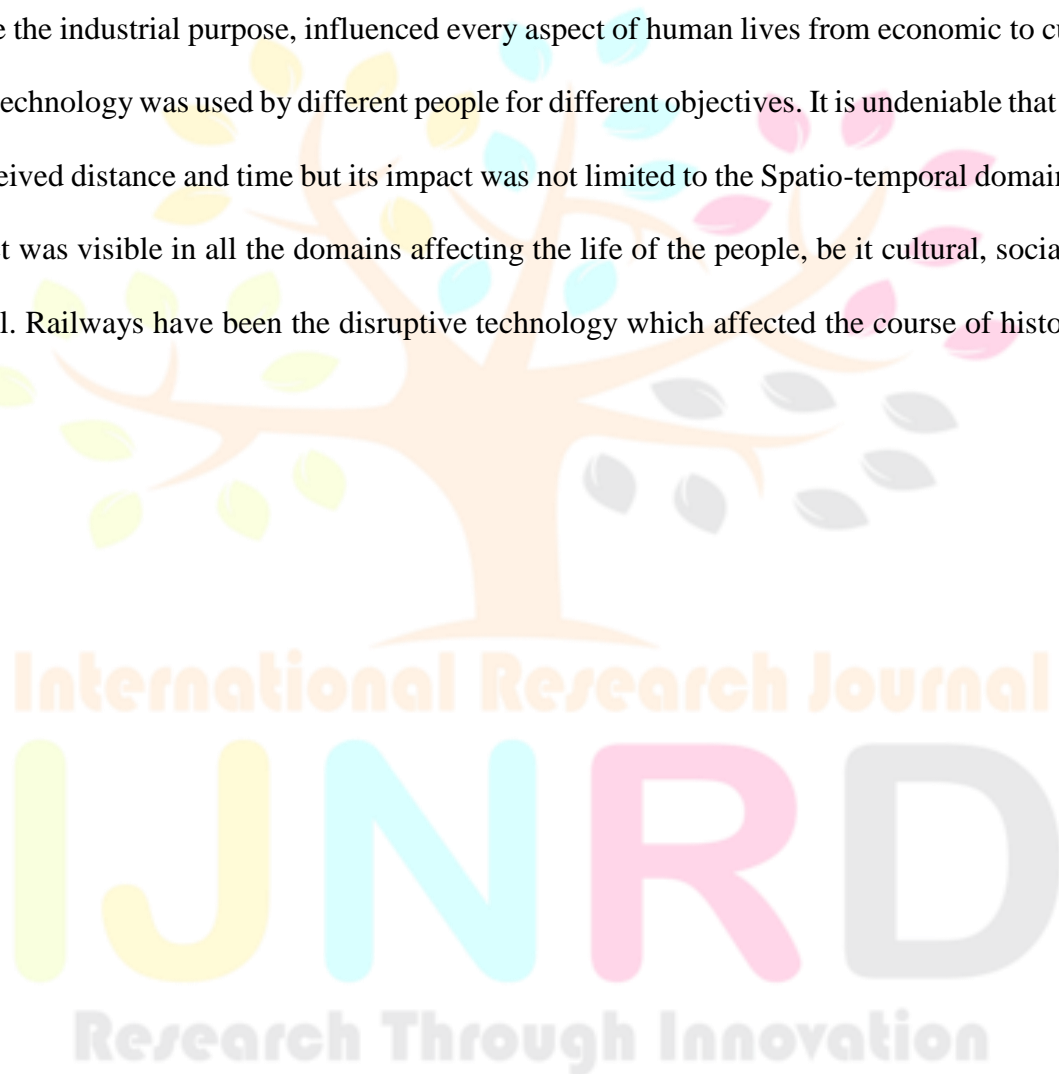 e the industrial purpose, influenced every aspect of human lives from economic to cu
echnology was used by different people for different objectives. It is undeniable that
eived distance and time but its impact was not limited to the Spatio-temporal domain
t was visible in all the domains affecting the life of the people, be it cultural, socia
l. Railways have been the disruptive technology which affected the course of histo
International Research Journal
IJNRD
Research Through Innovation